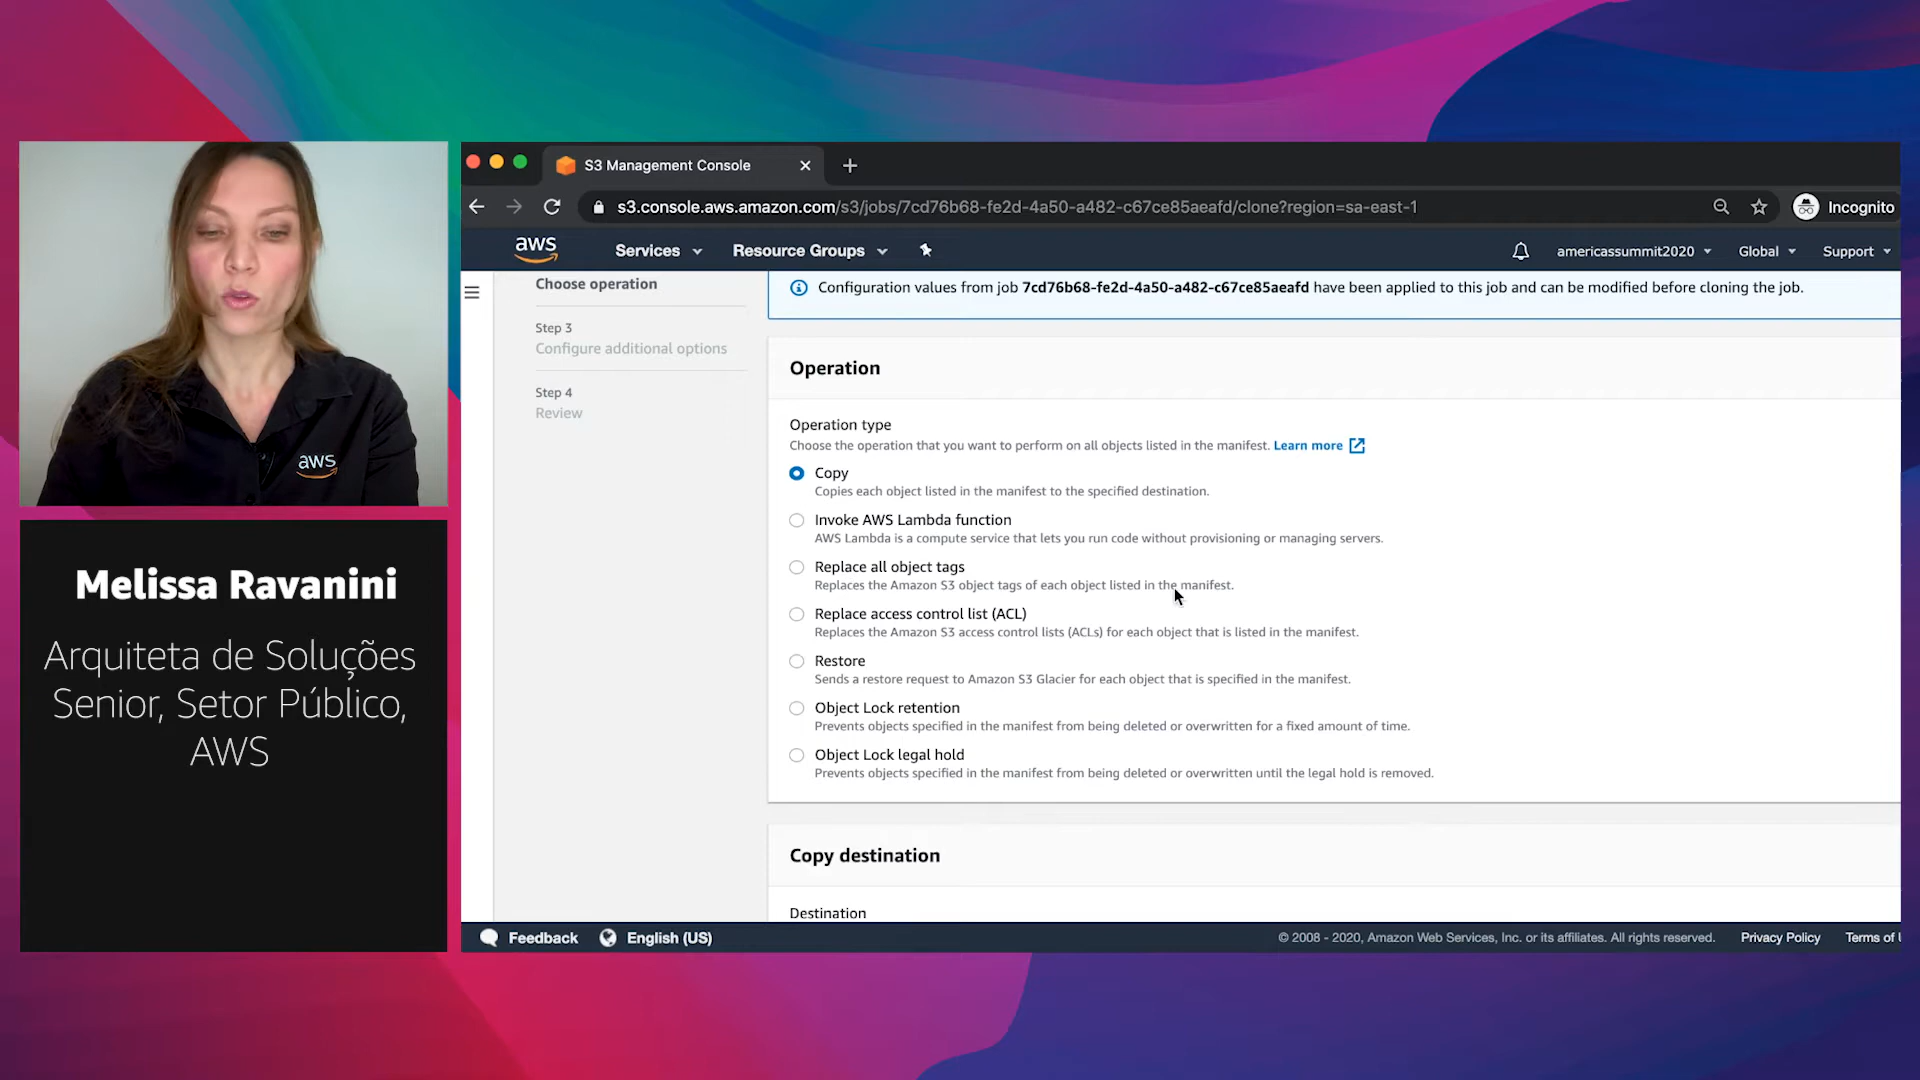 aws
Melissa Ravanini
Arquiteta de Soluções
Senior, Setor Público,
AWS
S3 Management Console
s3.console.aws.amazon.com/s3/jobs/7cd76b68-fe2d-4a50-a482-c67ce85aeafd/clone?region=sa-east-1
Incognito
aws
Services
Resource Groups
americassummit2020
Global
Support
Choose operation
Step 3
Configure additional options
Step 4
Review
Configuration values from job 7cd76b68-fe2d-4a50-a482-c67ce85aeafd have been applied to this job and can be modified before cloning the job.
Operation
Operation type
Choose the operation that you want to perform on all objects listed in the manifest. Learn more
Copy
Copies each object listed in the manifest to the specified destination.
Invoke AWS Lambda function
AWS Lambda is a compute service that lets you run code without provisioning or managing servers.
Replace all object tags
Replaces the Amazon S3 object tags of each object listed in the manifest.
Replace access control list (ACL)
Replaces the Amazon S3 access control lists (ACLs) for each object that is listed in the manifest.
Restore
Sends a restore request to Amazon S3 Glacier for each object that is specified in the manifest.
Object Lock retention
Prevents objects specified in the manifest from being deleted or overwritten for a fixed amount of time.
Object Lock legal hold
Prevents objects specified in the manifest from being deleted or overwritten until the legal hold is removed.
Copy destination
Destination
Feedback
English (US)
© 2008 - 2020, Amazon Web Services, Inc. or its affiliates. All rights reserved.
Privacy Policy
Terms of